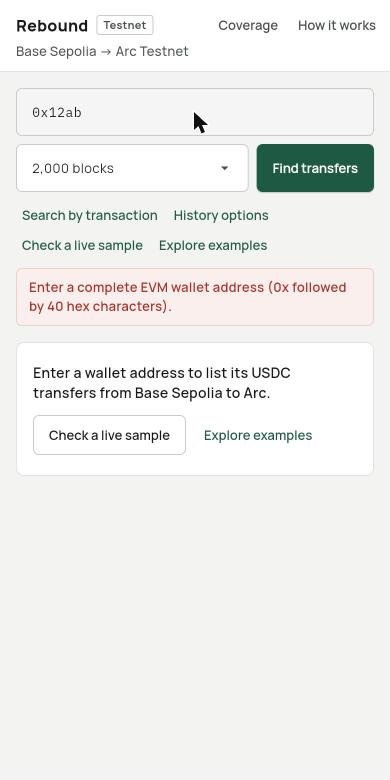 Rebound Testnet Coverage How it works
Base Sepolia → Arc Testnet
0x12ab
2,000 blocks Find transfers
Search by transaction History options
Check a live sample Explore examples
Enter a complete EVM wallet address (0x followed
by 40 hex characters).
Enter a wallet address to list its USDC
transfers from Base Sepolia to Arc.
Check a live sample Explore examples